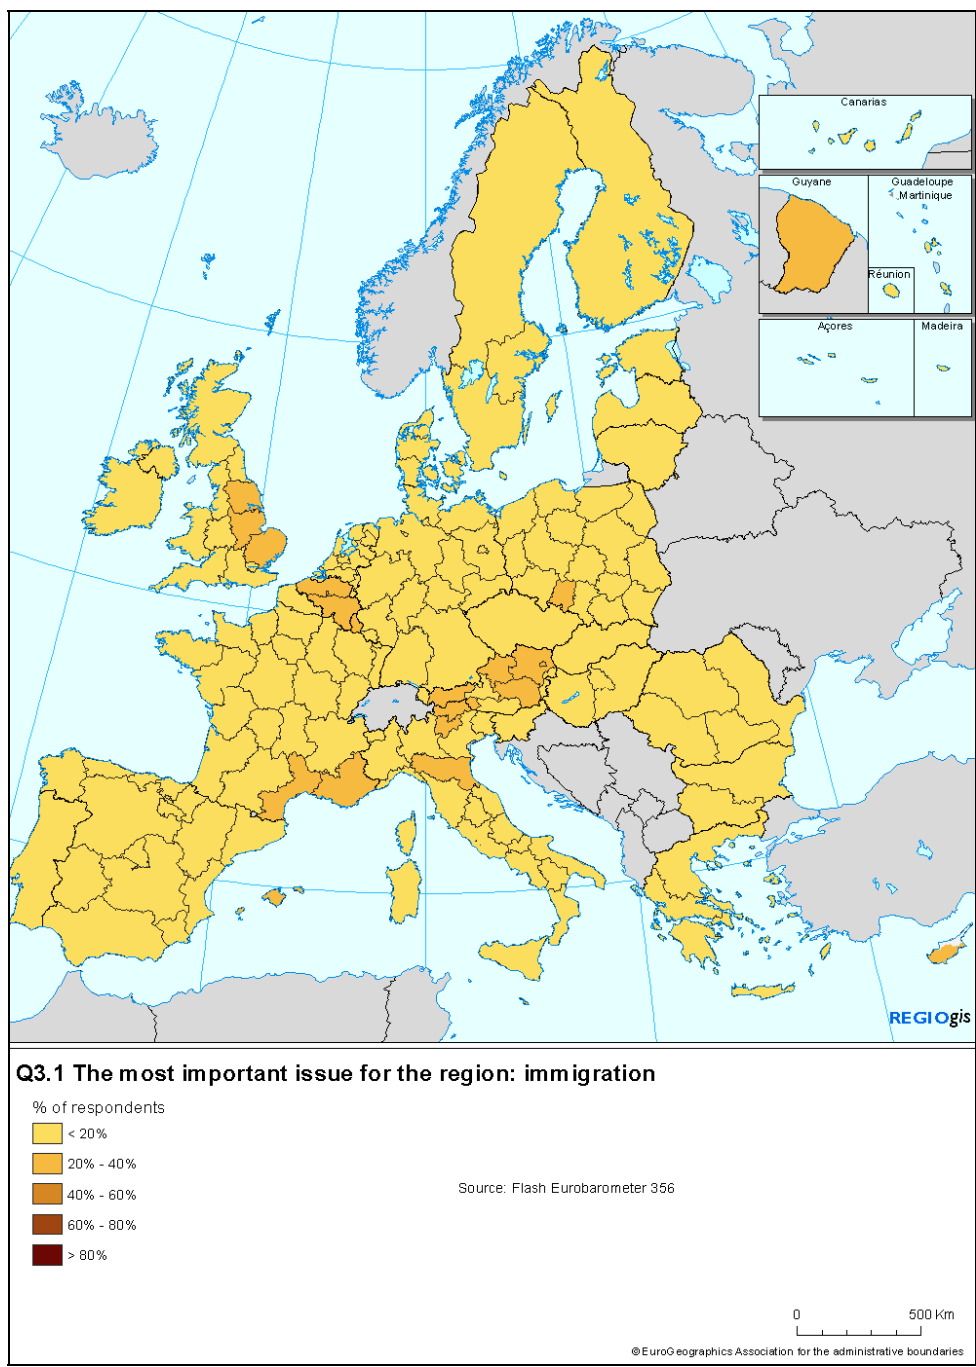 Canarias
Guyane
Guadeloupe
Martinique
Réunion
Açores
Madeira
REGIOgis
Q3.1 The most important issue for the region: immigration
% of respondents
< 20%
20% - 40%
40% - 60%
60% - 80%
> 80%
Source: Flash Eurobarometer 356
0 500 Km
© EuroGeographics Association for the administrative boundaries